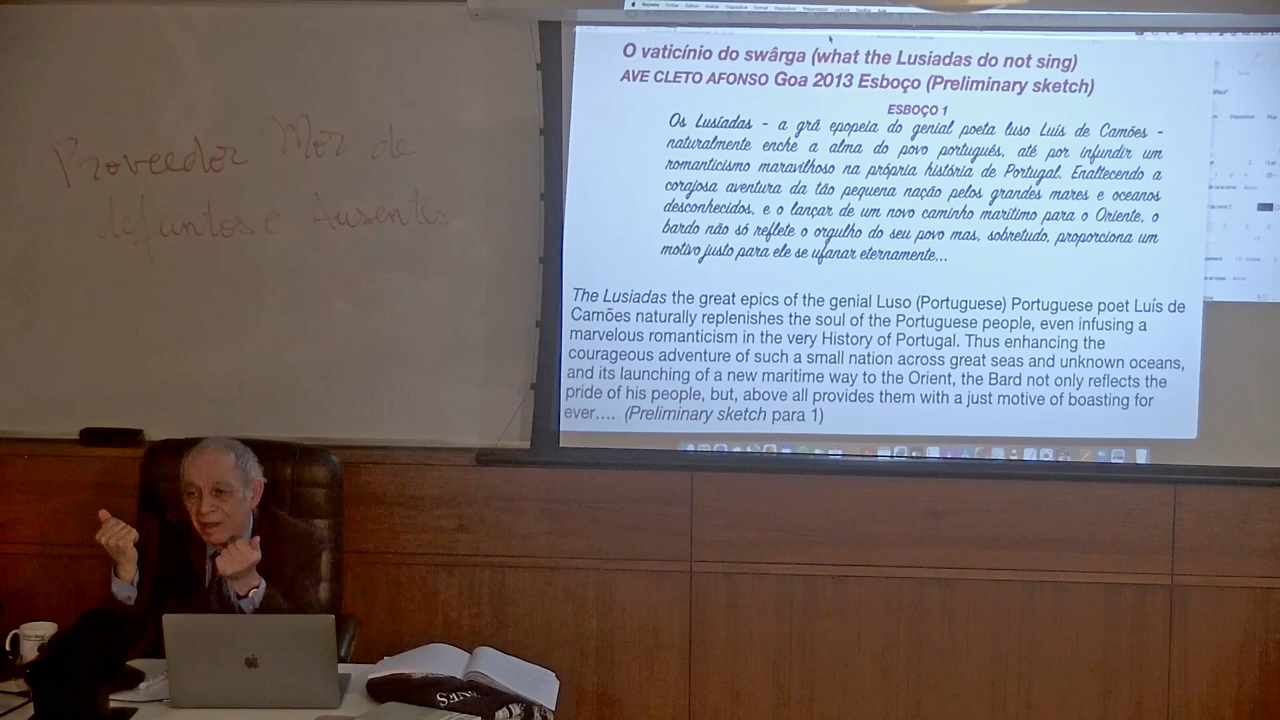 Proveedor Mor de
defuntos e Ausentes
O vaticínio do swârga (what the Lusiadas do not sing)
AVE CLETO AFONSO Goa 2013 Esboço (Preliminary sketch)
ESBOÇO 1
Os Lusíadas - a grã epopeia do genial poeta luso Luís de Camões -
naturalmente enche a alma do povo português, até por infundir um
romanticismo maravilhoso na própria história de Portugal. Enaltecendo a
corajosa aventura da tão pequena nação pelos grandes mares e oceanos
desconhecidos, e o lançar de um novo caminho marítimo para o Oriente, o
bardo não só reflete o orgulho do seu povo mas, sobretudo, proporciona um
motivo justo para ele se ufanar eternamente...
The Lusiadas the great epics of the genial Luso (Portuguese) Portuguese poet Luís de
Camões naturally replenishes the soul of the Portuguese people, even infusing a
marvelous romanticism in the very History of Portugal. Thus enhancing the
courageous adventure of such a small nation across great seas and unknown oceans,
and its launching of a new maritime way to the Orient, the Bard not only reflects the
pride of his people, but, above all provides them with a just motive of boasting for
ever.... (Preliminary sketch para 1)